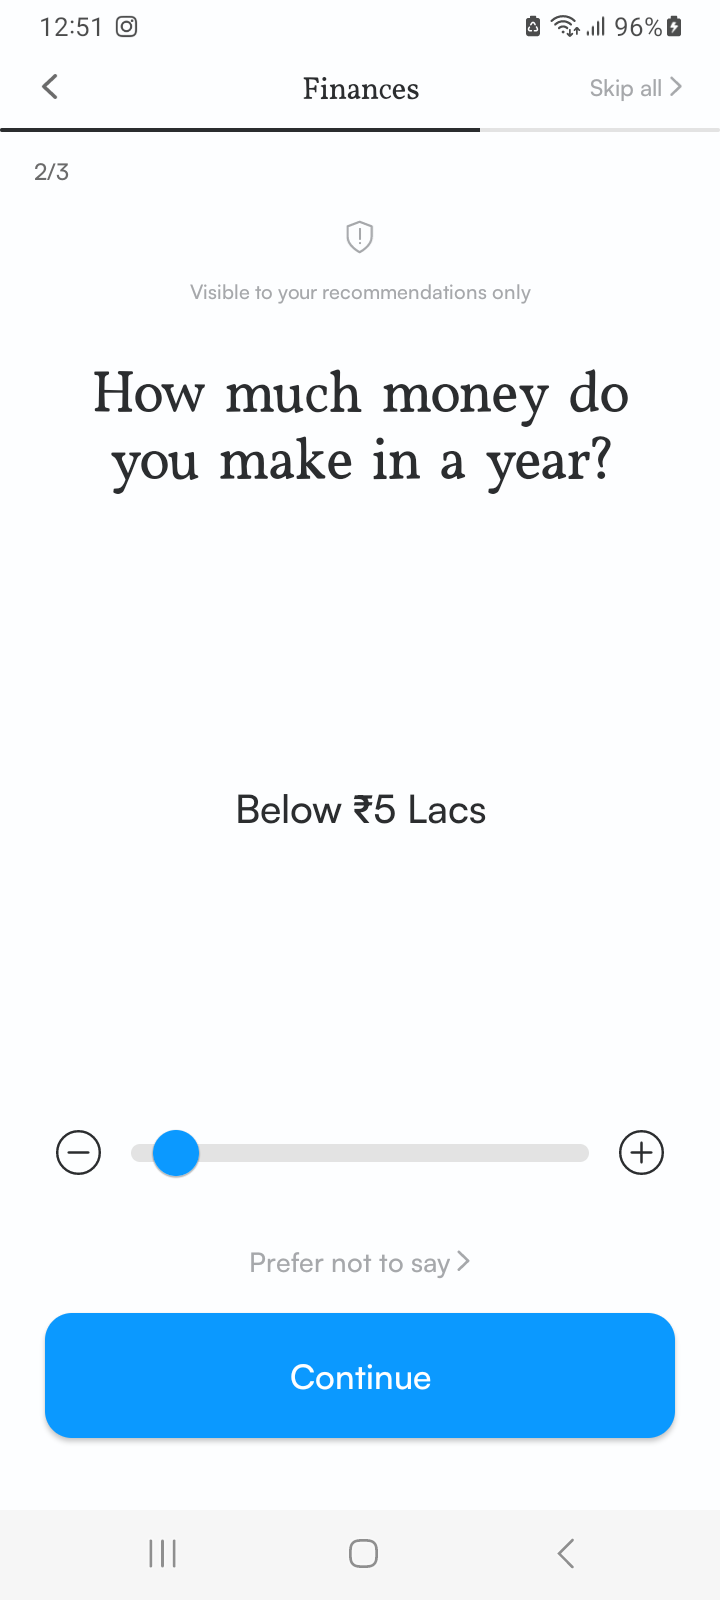 12:51
96%
Finances
Skip all
2/3
Visible to your recommendations only
How much money do
you make in a year?
Below ₹5 Lacs
Prefer not to say
Continue